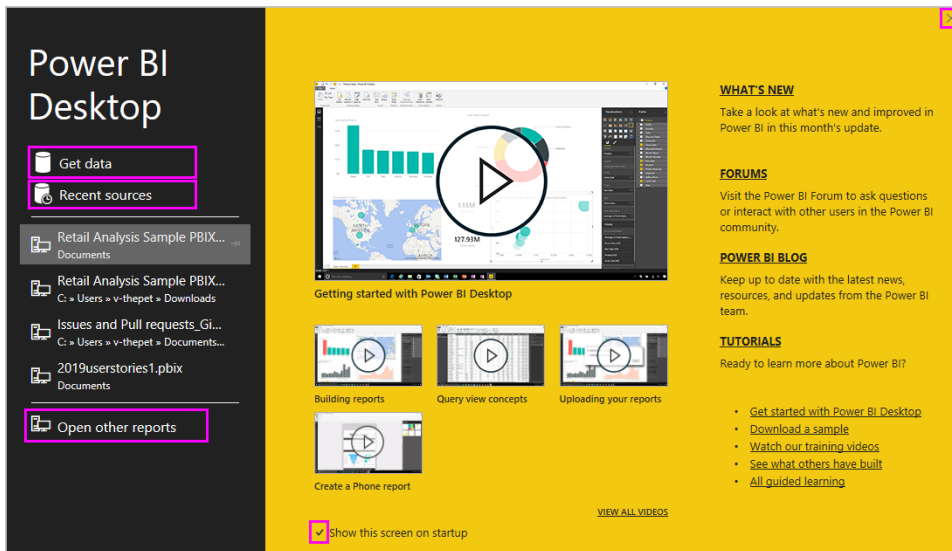 Power BI
Desktop
Get data
Recent sources
Retail Analysis Sample PBIX...
Documents
Retail Analysis Sample PBIX...
C: » Users » v-thepet » Downloads
Issues and Pull requests_Gi...
C: » Users » v-thepet » Documents...
2019userstories1.pbix
Documents
Open other reports
127.93M
Getting started with Power BI Desktop
Building reports
Query view concepts
Uploading your reports
Create a Phone report
VIEW ALL VIDEOS
Show this screen on startup
WHAT'S NEW
Take a look at what's new and improved in
Power BI in this month's update.
FORUMS
Visit the Power BI Forum to ask questions
or interact with other users in the Power BI
community.
POWER BI BLOG
Keep up to date with the latest news,
resources, and updates from the Power BI
team.
TUTORIALS
Ready to learn more about Power BI?
• Get started with Power BI Desktop
• Download a sample
• Watch our training videos
• See what others have built
• All guided learning